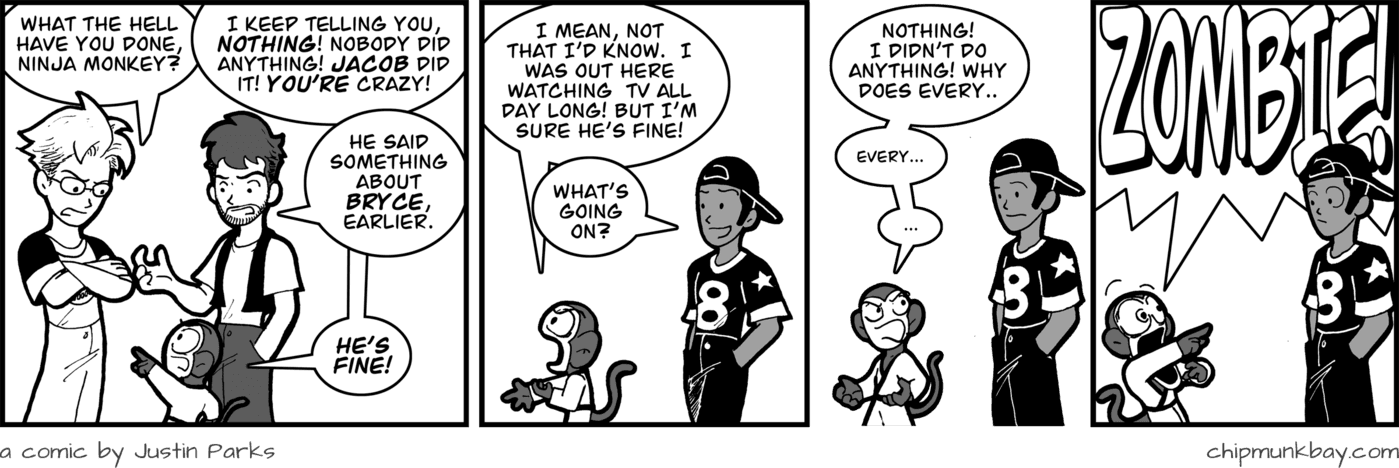 WHAT THE HELL
HAVE YOU DONE,
NINJA MONKEY?
I KEEP TELLING YOU,
NOTHING! NOBODY DID
ANYTHING! JACOB DID
IT! YOU'RE CRAZY!
HE SAID
SOMETHING
ABOUT
BRYCE,
EARLIER.
HE'S
FINE!
I MEAN, NOT
THAT I'D KNOW. I
WAS OUT HERE
WATCHING TV ALL
DAY LONG! BUT I'M
SURE HE'S FINE!
WHAT'S
GOING
ON?
8
NOTHING!
I DIDN'T DO
ANYTHING! WHY
DOES EVERY..
EVERY...
...
8
ZOMBIE!
8
a comic by Justin Parks
chipmunkbay.com